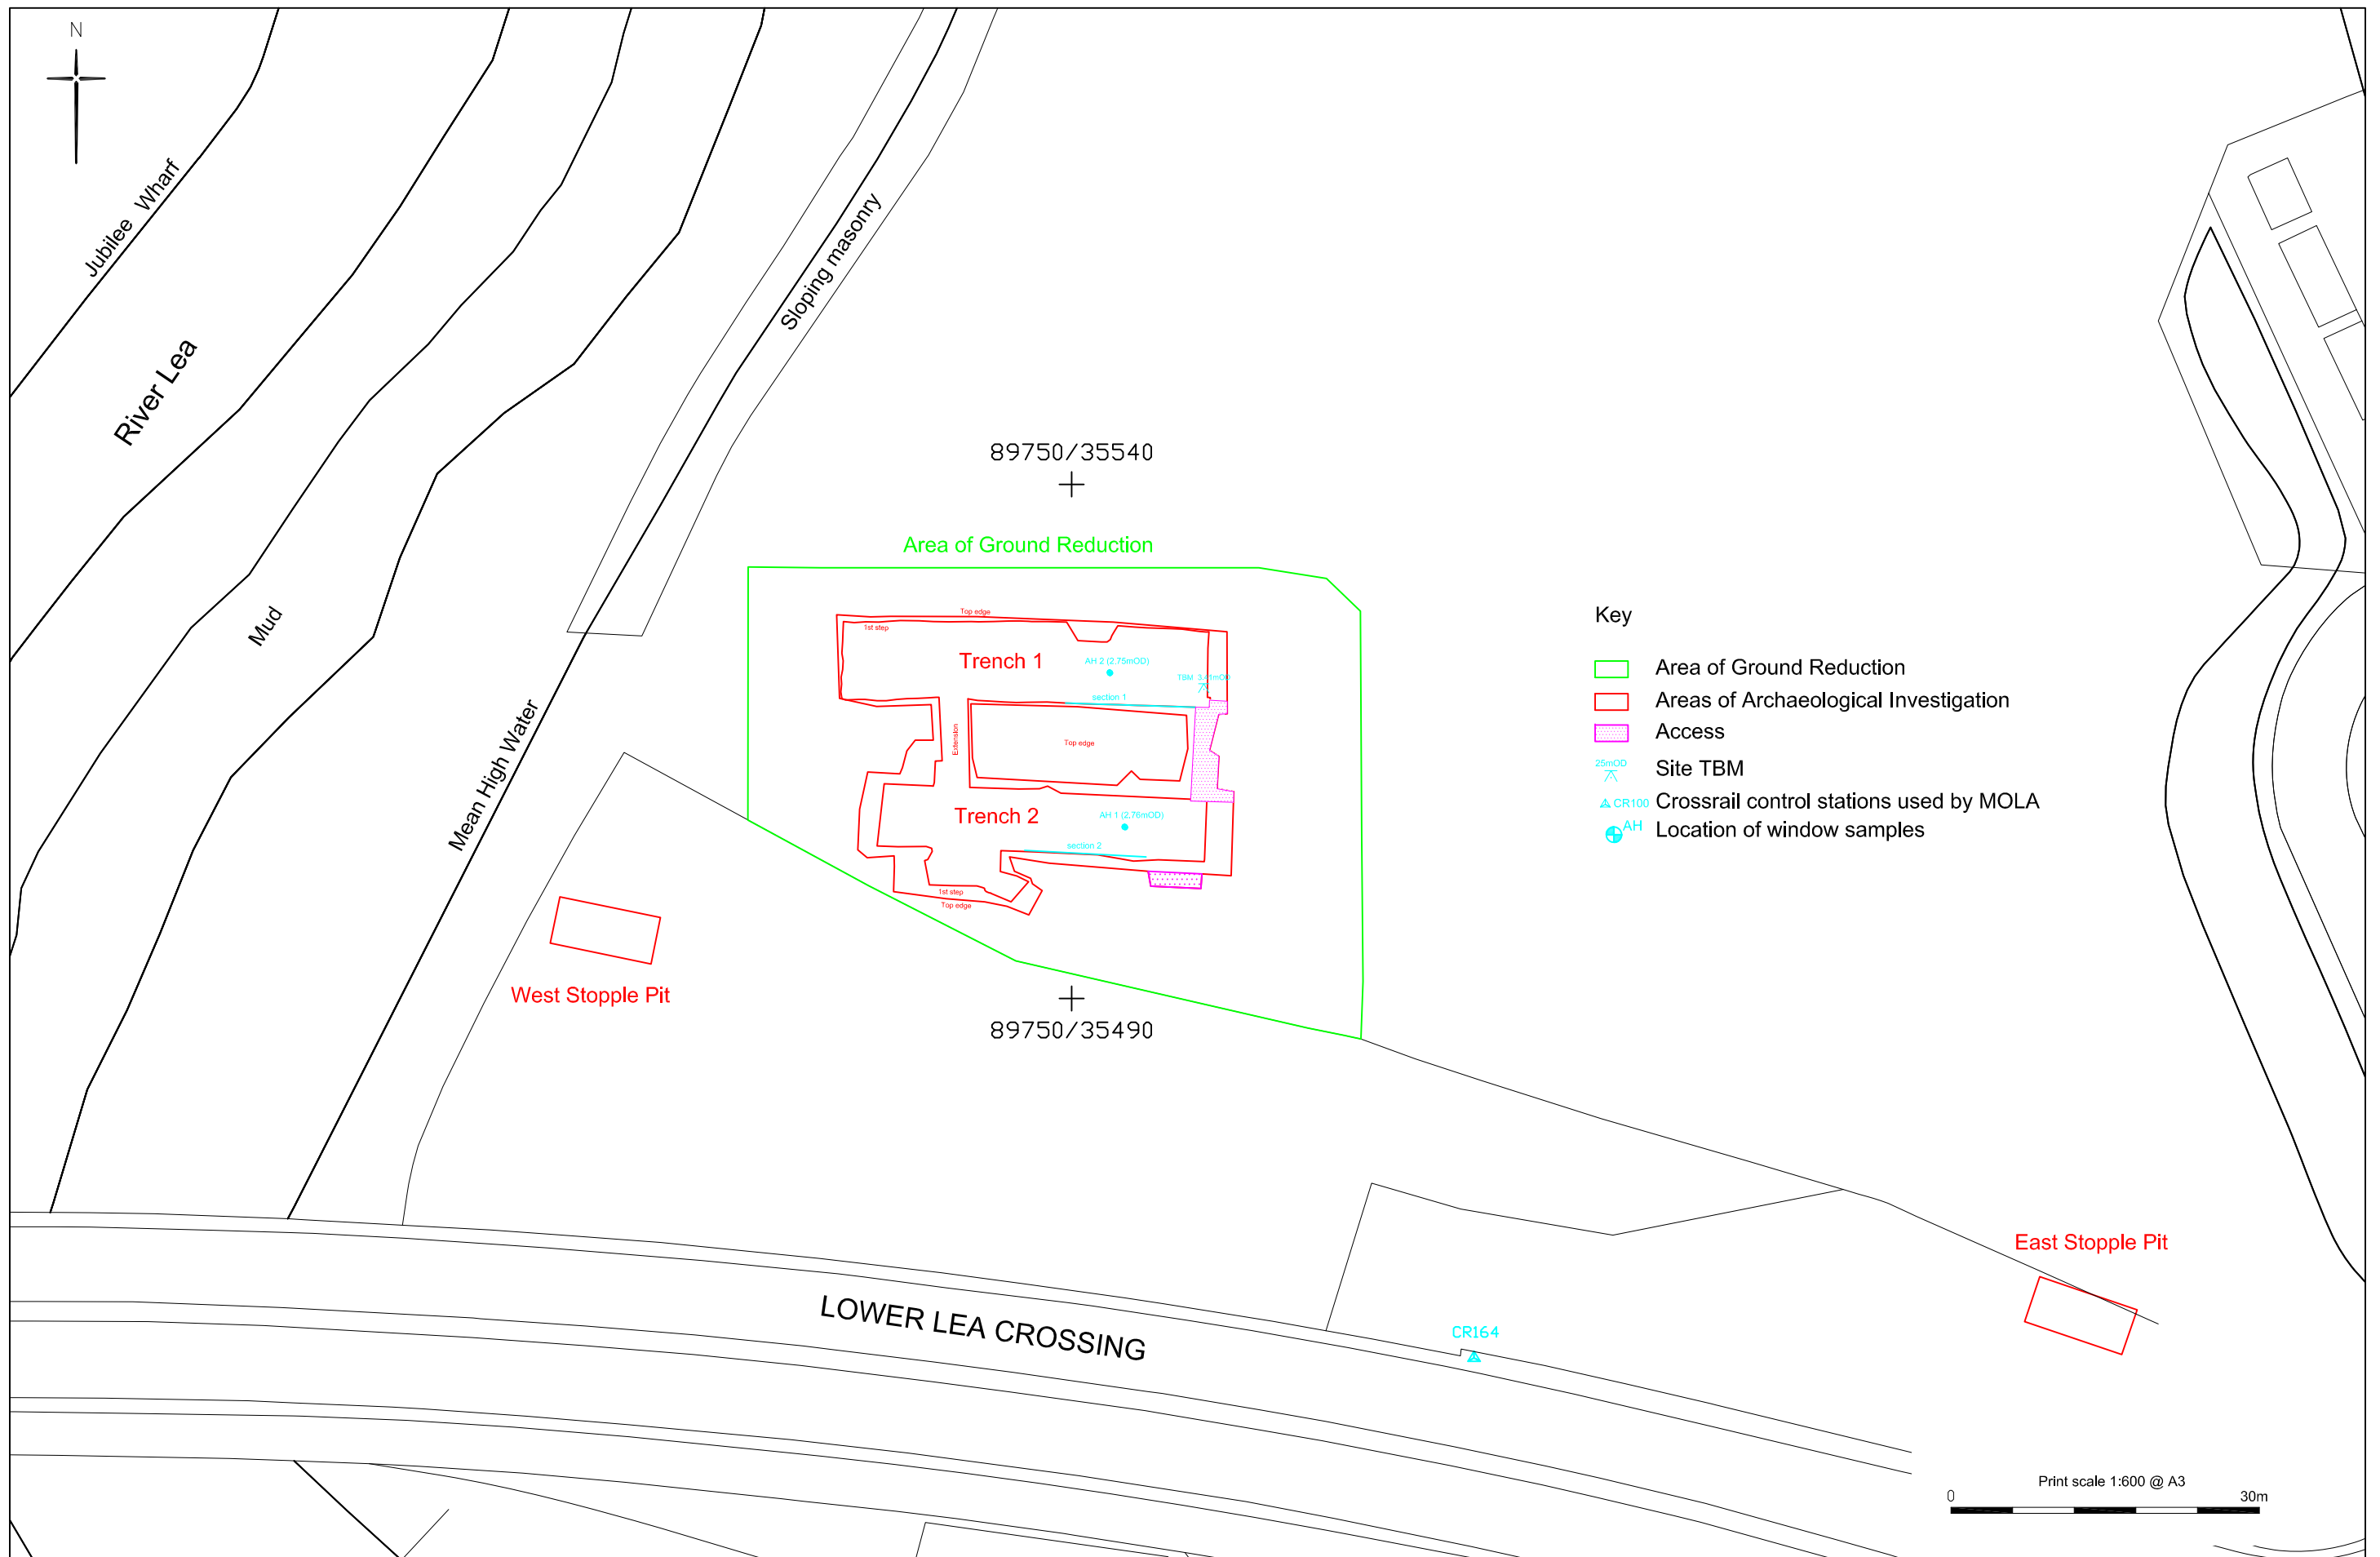 N
Jubilee Wharf
River Lea
Mud
Mean High Water
Sloping masonry
89750/35540
Area of Ground Reduction
Top edge
1st step
Trench 1
AH 2 (2.79mOD)
section 1
Extension
Top edge
Trench 2
AH 1 (2.76mOD)
section 2
1st step
Top edge
West Stopple Pit
89750/35490
Key
Area of Ground Reduction
Areas of Archaeological Investigation
Access
25mOD
Site TBM
CR100
Crossrail control stations used by MOLA
AH
Location of window samples
East Stopple Pit
LOWER LEA CROSSING
CR164
Print scale 1:600 @ A3
0 30m